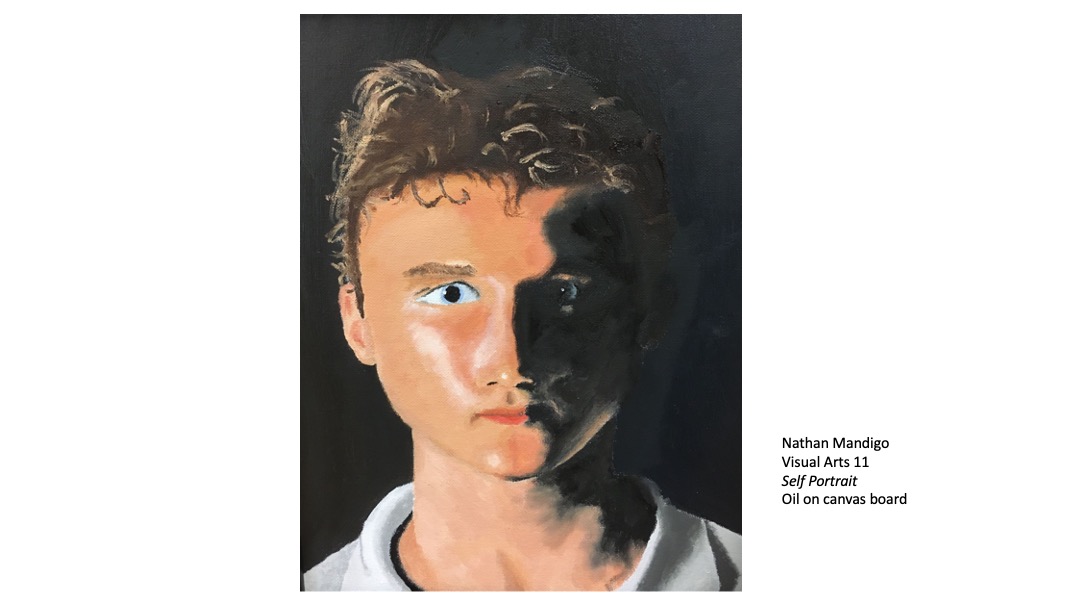 Nathan Mandigo
Visual Arts 11
Self Portrait
Oil on canvas board